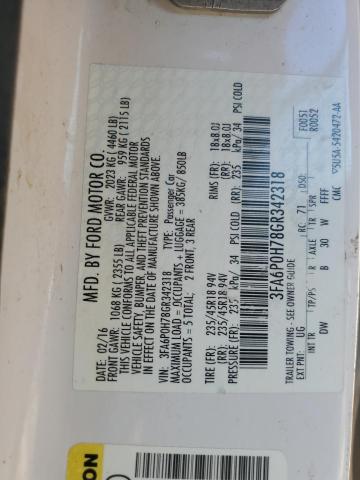 MFD. BY FORD MOTOR CO.
DATE: 02/16 GVWR: 2023 KG ( 4460 LB)
FRONT GAWR: 1068 KG ( 2355 LB) REAR GAWR: 959 KG ( 2115 LB)
THIS VEHICLE CONFORMS TO ALL APPLICABLE FEDERAL MOTOR
VEHICLE SAFETY, BUMPER, AND THEFT PREVENTION STANDARDS
IN EFFECT ON THE DATE OF MANUFACTURE SHOWN ABOVE.
VIN: 3FA6P0H78GR342318 TYPE: Passenger Car
MAXIMUM LOAD = OCCUPANTS + LUGGAGE = 385KG / 850LB
OCCUPANTS = 5 TOTAL: 2 FRONT, 3 REAR
TIRE (FR): 235/45R18 94V RIMS (FR): 18x8.0J
TIRE (RR): 235/45R18 94V (RR): 18x8.0J
PRESSURE (FR): 235 kPa/ 34 PSI COLD (RR): 235 kPa/ 34 PSI COLD
3FA6P0H78GR342318
F0051
R0052
TRAILER TOWING - SEE OWNER GUIDE
EXT PNT: UG RC: 71 DSO:
INT TR TP/PS R AXLE TR SPR
DW B 30 W FFFF
CMC 5U5A-5420472-AA
ON